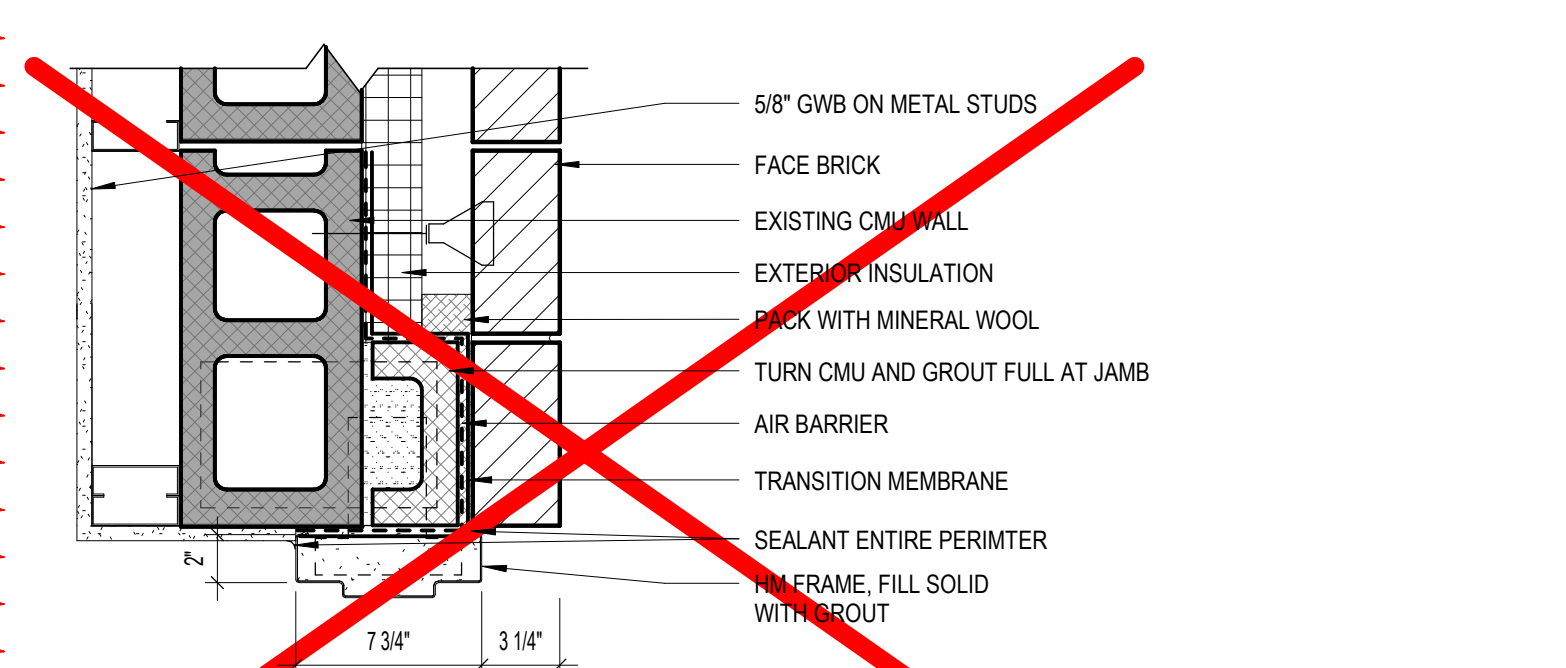 5/8" GWB ON METAL STUDS
FACE BRICK
EXISTING CMU WALL
EXTERIOR INSULATION
PACK WITH MINERAL WOOL
TURN CMU AND GROUT FULL AT JAMB
AIR BARRIER
TRANSITION MEMBRANE
SEALANT ENTIRE PERIMTER
2"
HM FRAME, FILL SOLID
WITH GROUT
7 3/4" 3 1/4"